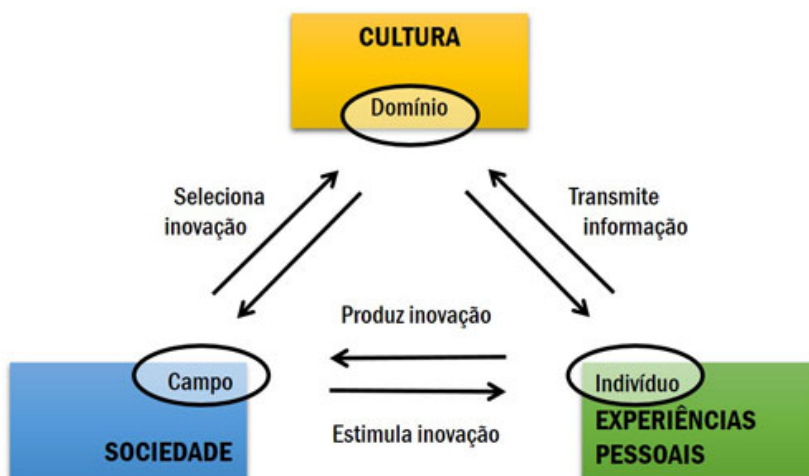 CULTURA
Domínio
Seleciona
inovação
Transmite
informação
Produz inovação
Campo
SOCIEDADE
Estimula inovação
Indivíduo
EXPERIÊNCIAS
PESSOAIS